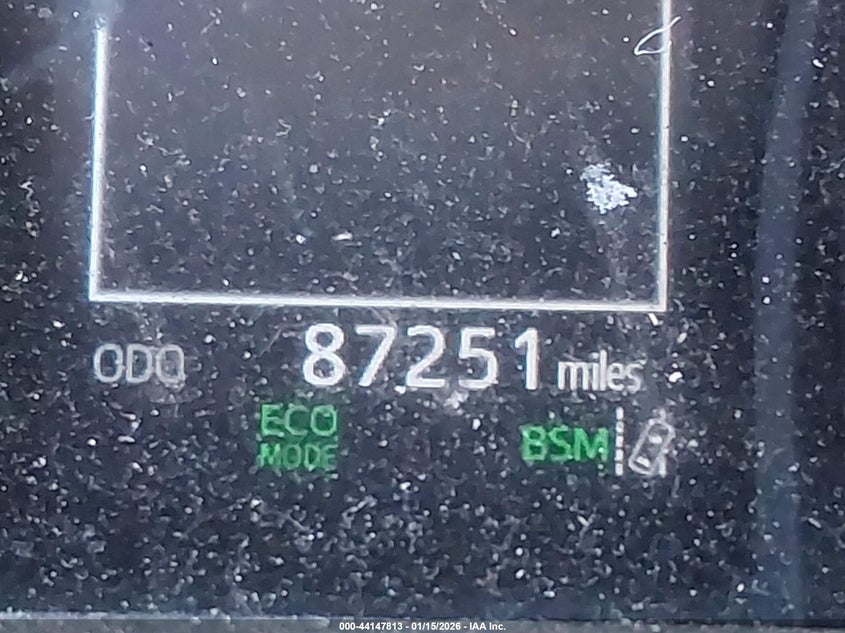 ODO 87251 miles
ECO BSM
MODE
000-44147813 - 01/15/2026 - IAA Inc.